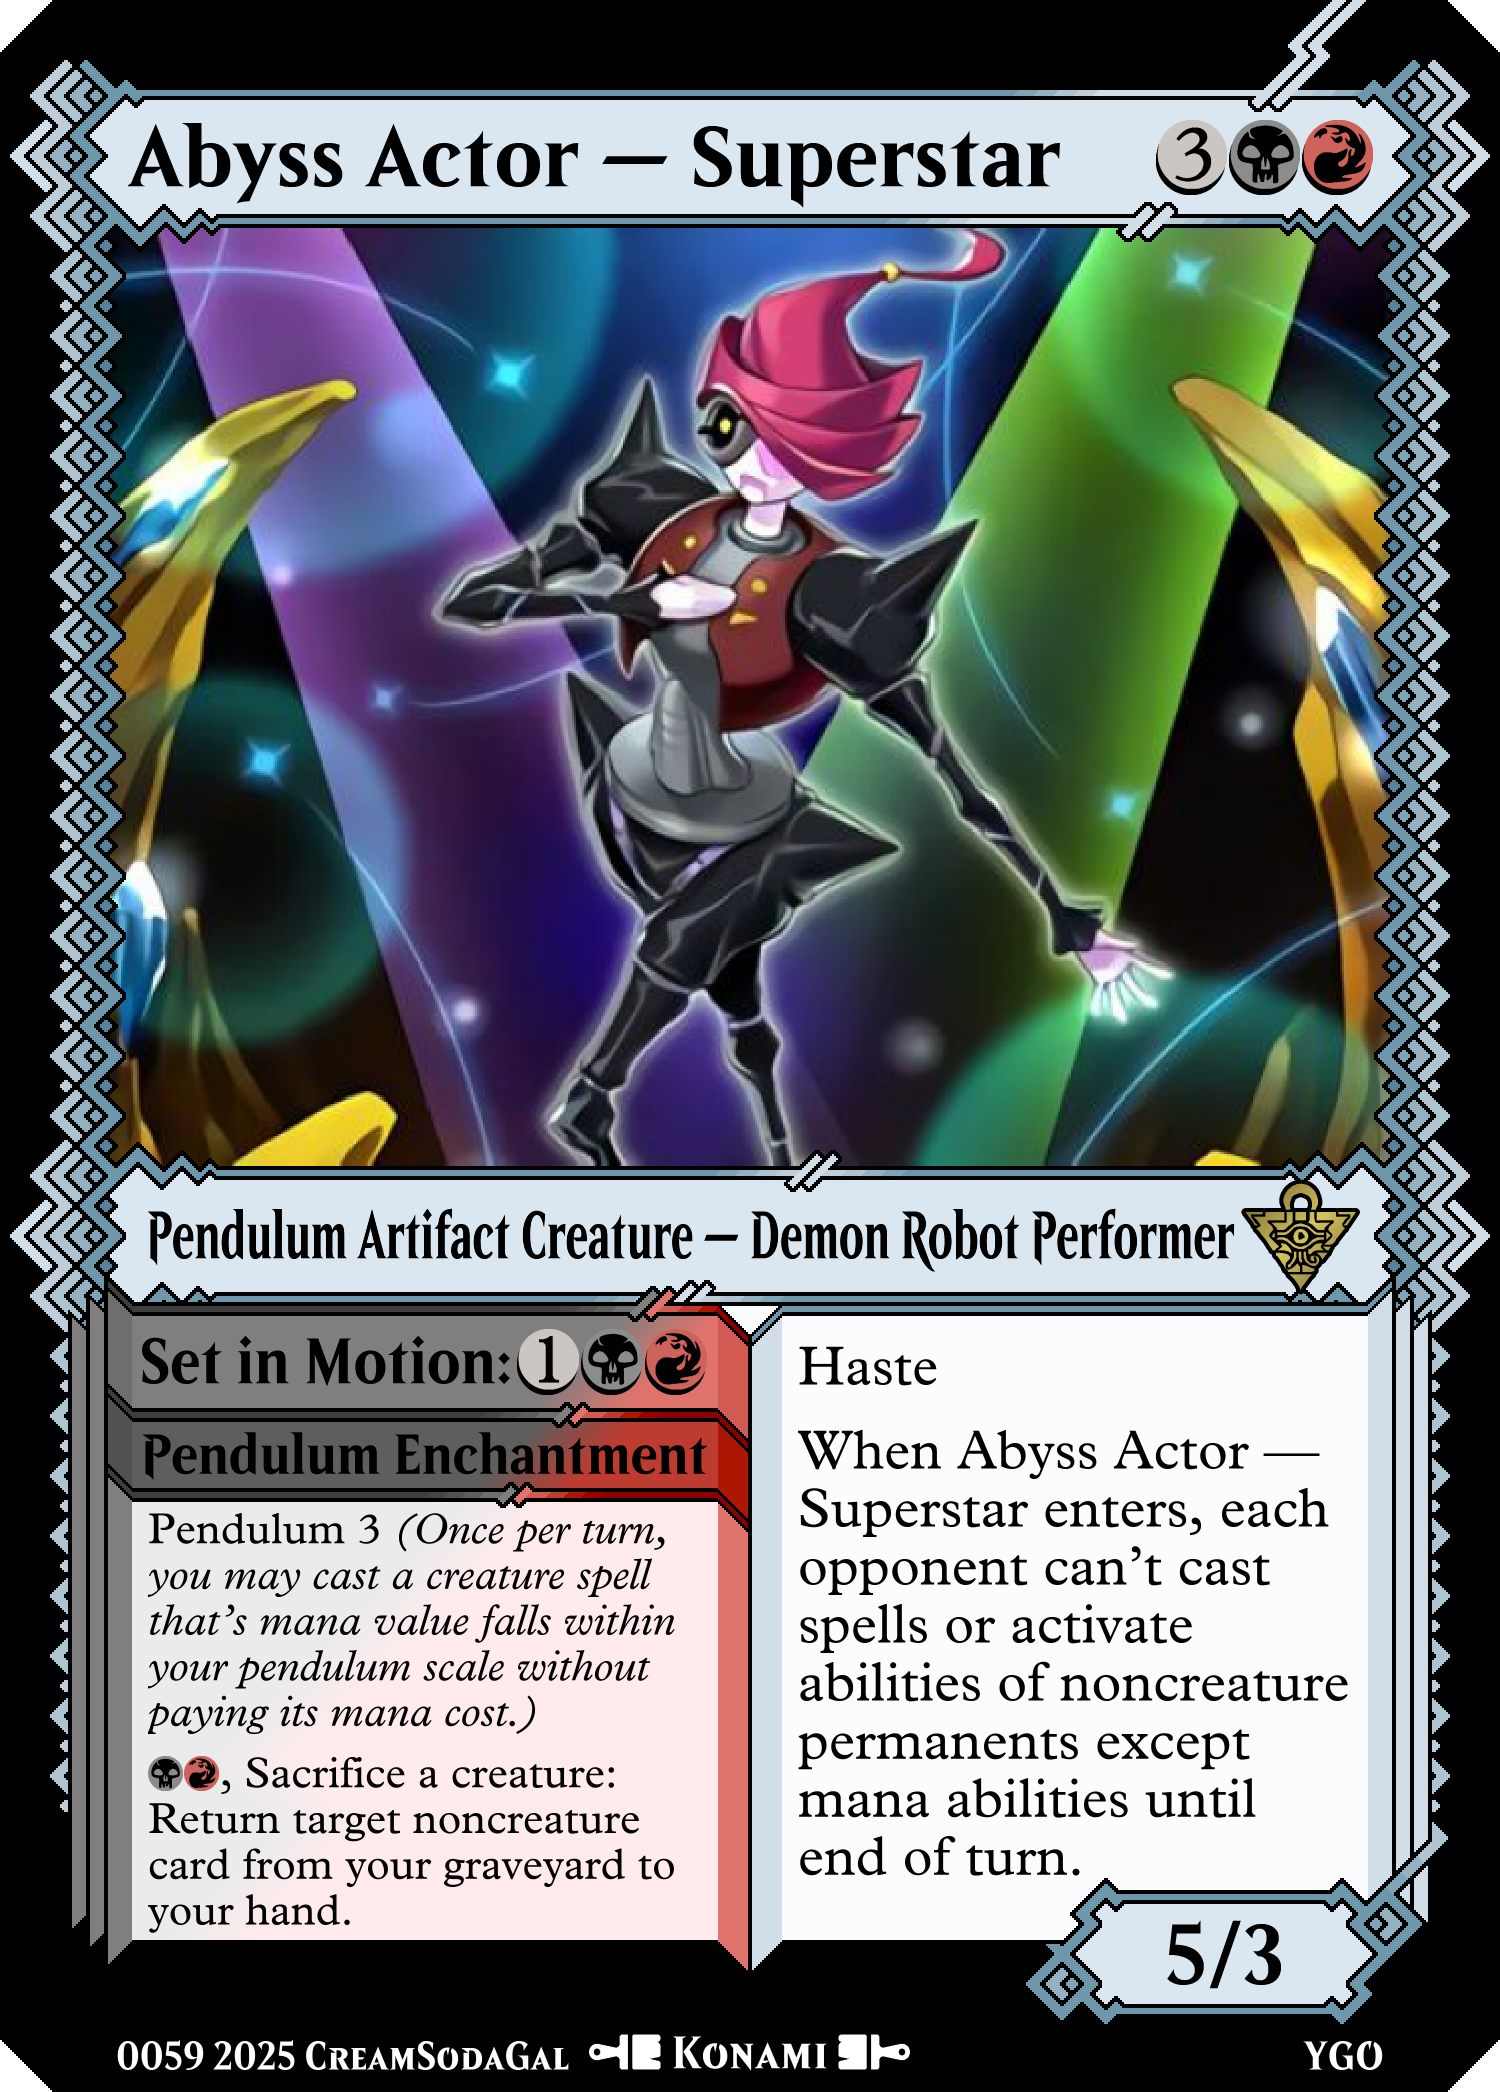 Abyss Actor — Superstar 3
Pendulum Artifact Creature — Demon Robot Performer
Set in Motion: 1
Pendulum Enchantment
Pendulum 3 (Once per turn,
you may cast a creature spell
that's mana value falls within
your pendulum scale without
paying its mana cost.)
, Sacrifice a creature:
Return target noncreature
card from your graveyard to
your hand.
Haste
When Abyss Actor —
Superstar enters, each
opponent can't cast
spells or activate
abilities of noncreature
permanents except
mana abilities until
end of turn.
5/3
0059 2025 CreamSodaGal Konami YGO